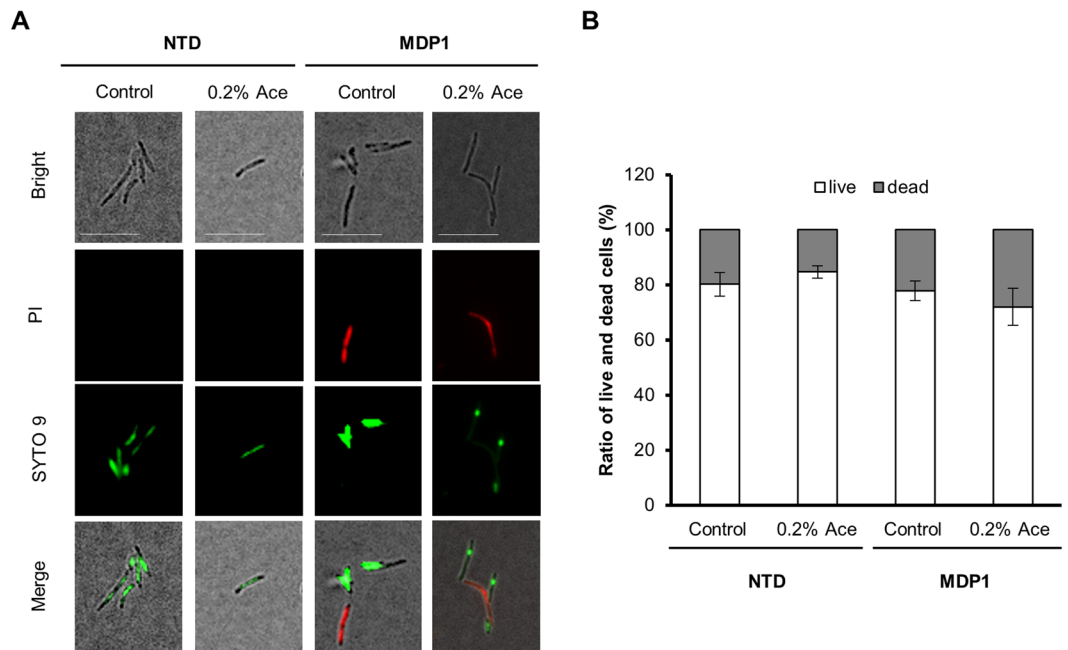 A
NTD
MDP1
Control
0.2% Ace
Control
0.2% Ace
Bright
PI
SYTO 9
Merge
B
Ratio of live and dead cells (%)
120
100
80
60
40
20
0
live
dead
Control
0.2% Ace
Control
0.2% Ace
NTD
MDP1